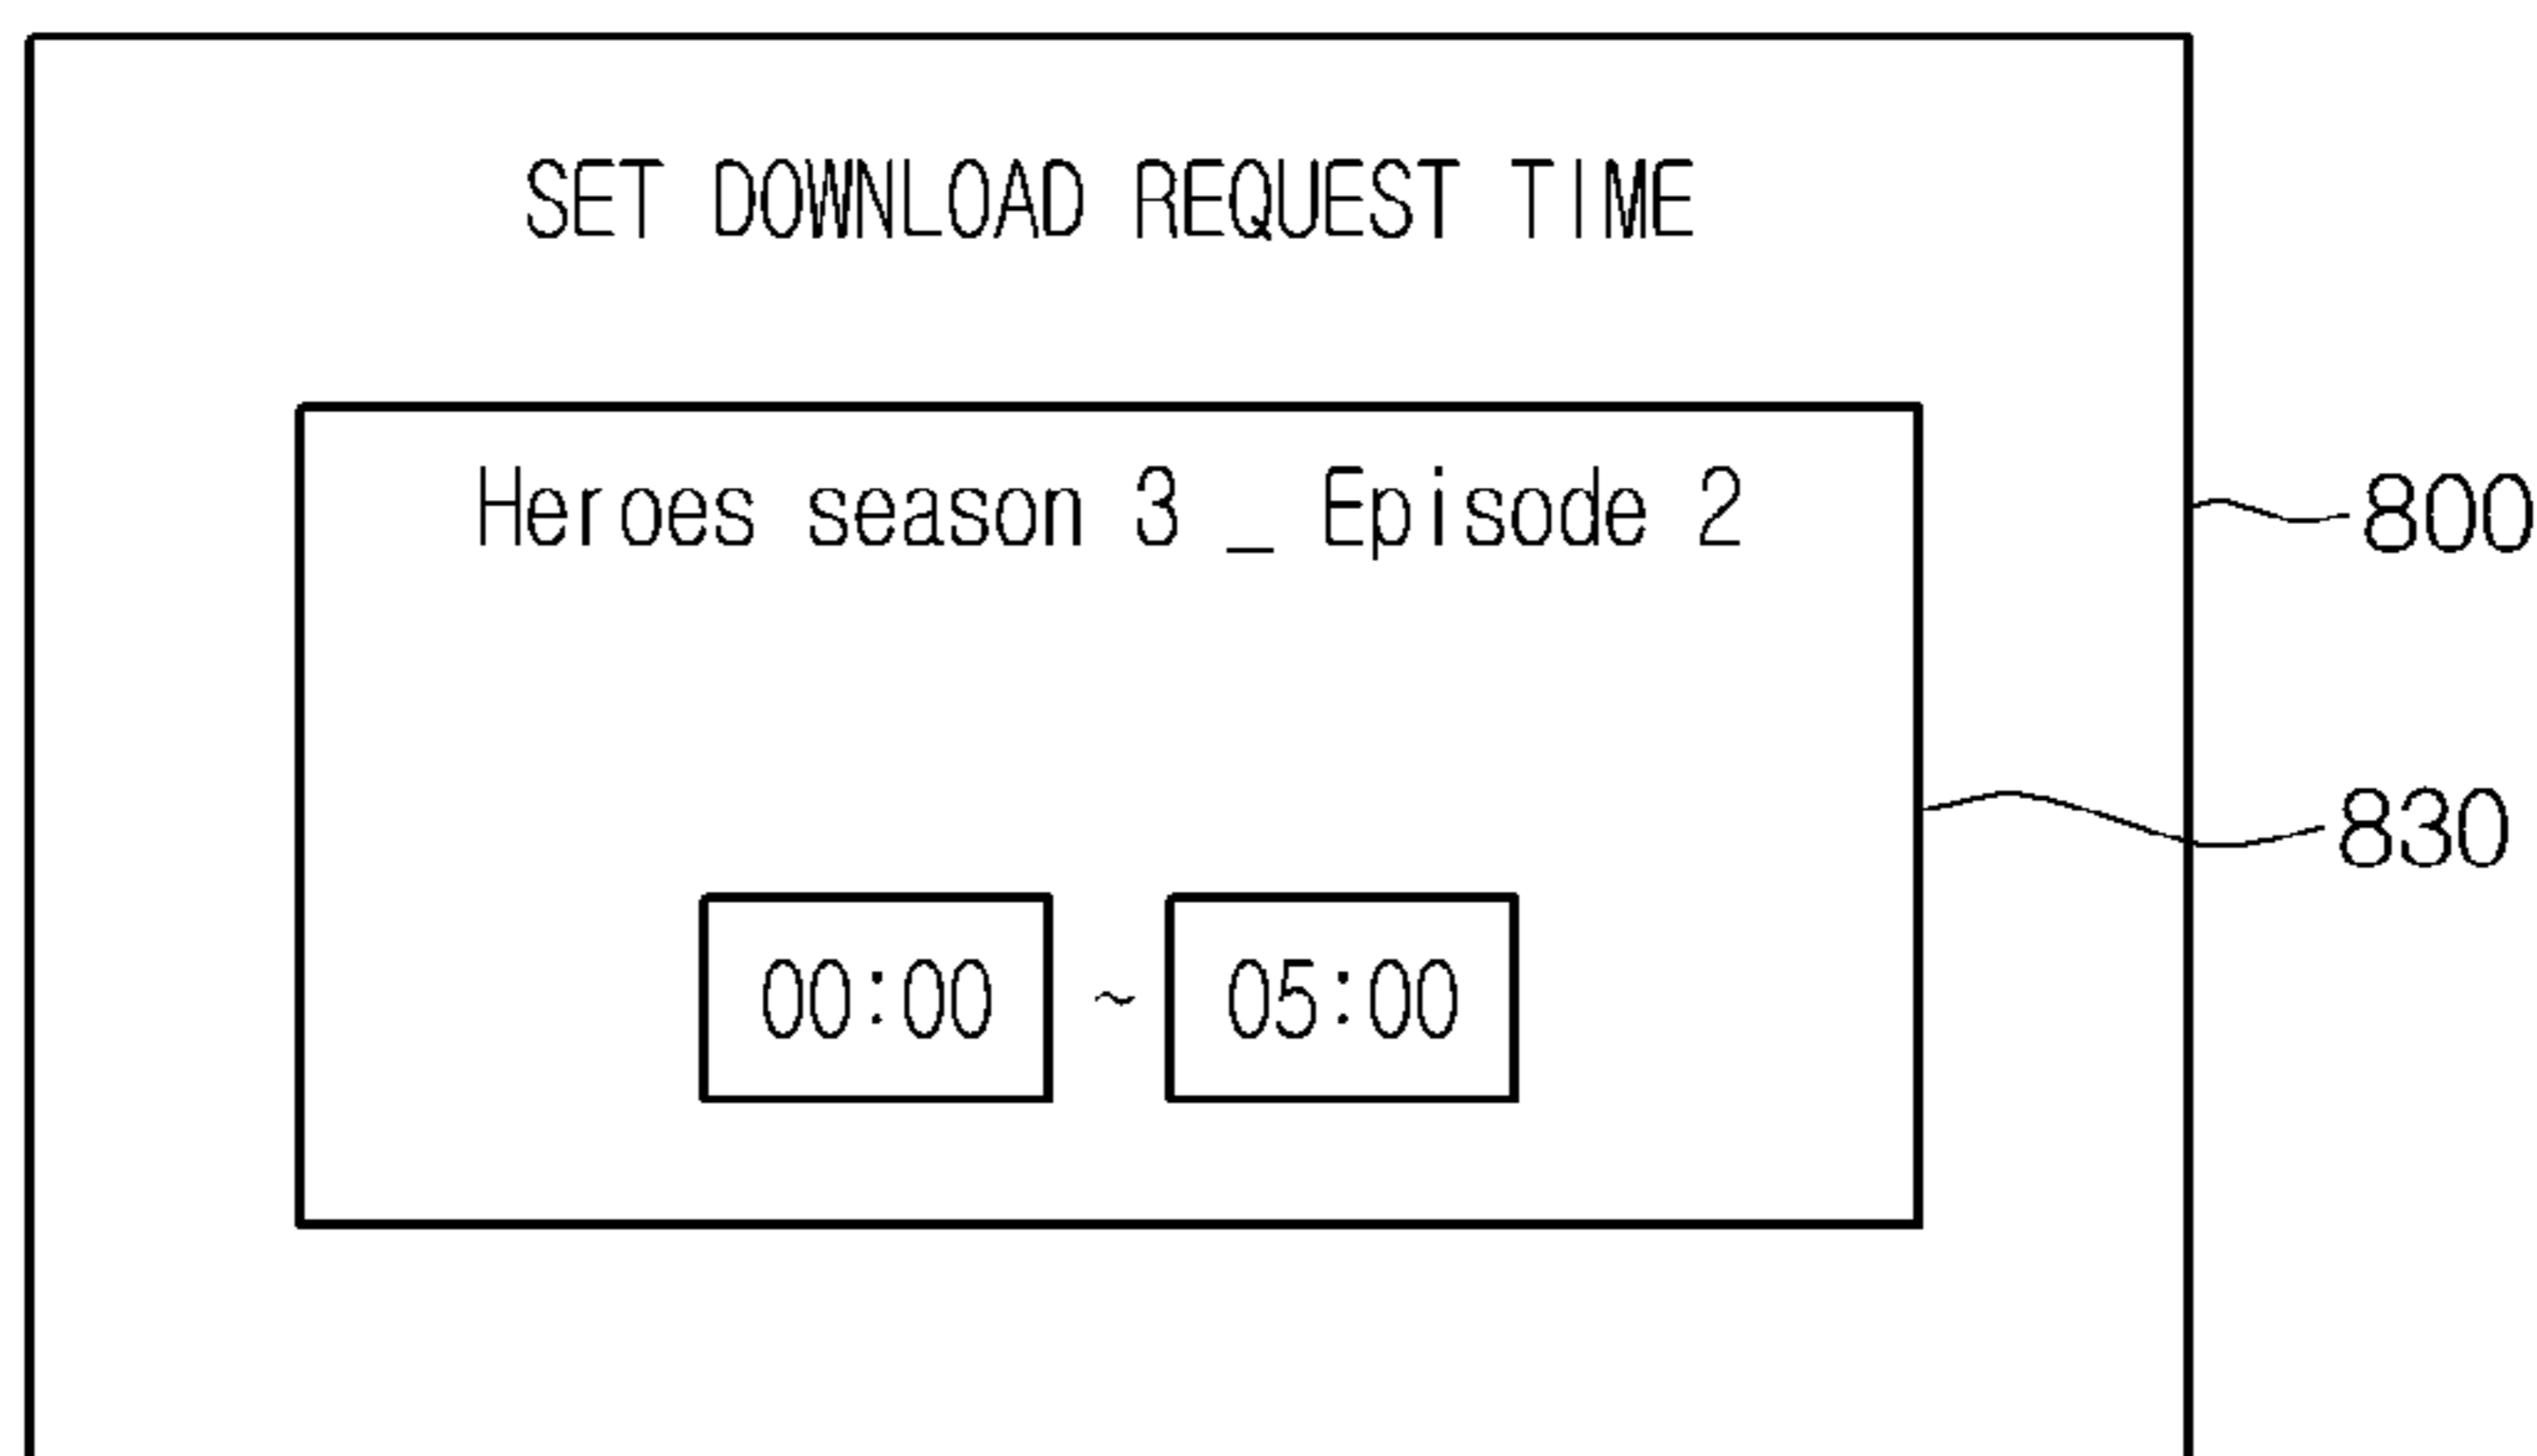 SET DOWNLOAD REQUEST TIME
Heroes season 3 _ Episode 2
800
830
00:00 ~ 05:00